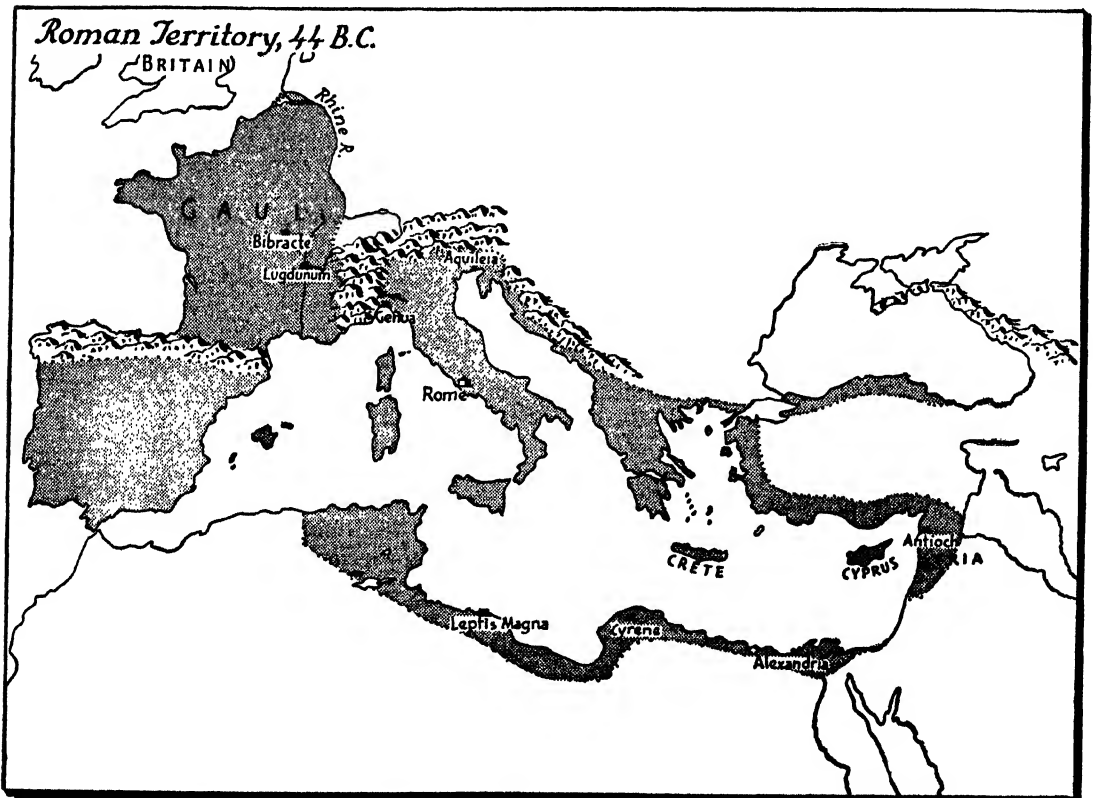 Roman Territory, 44 B.C.
BRITAIN
Rhine R.
GAUL
Bibracte
Lugdunum
Aquileia
Genua
Rome
CRETE
CYPRUS
Antioch
Leptis Magna
Cyrene
Alexandria